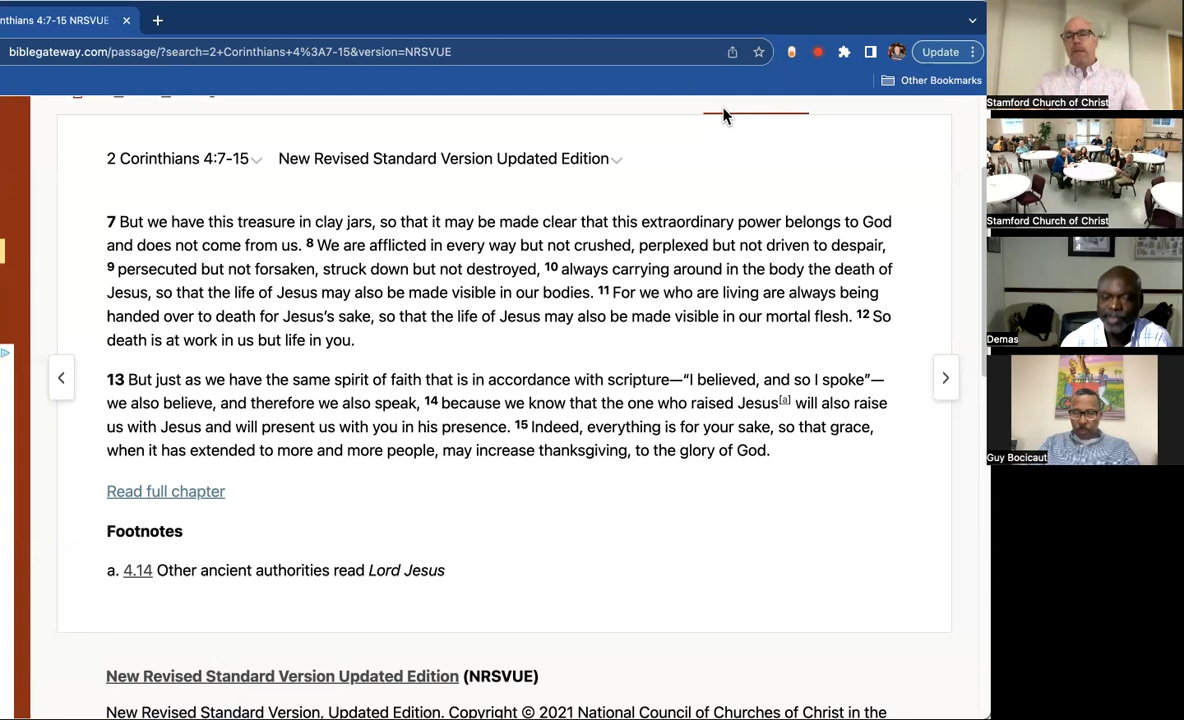 nthians 4:7-15 NRSVUE
biblegateway.com/passage/?search=2+Corinthians+4%3A7-15&version=NRSVUE
Update
Other Bookmarks
2 Corinthians 4:7-15 New Revised Standard Version Updated Edition
7 But we have this treasure in clay jars, so that it may be made clear that this extraordinary power belongs to God
and does not come from us. 8 We are afflicted in every way but not crushed, perplexed but not driven to despair,
9 persecuted but not forsaken, struck down but not destroyed, 10 always carrying around in the body the death of
Jesus, so that the life of Jesus may also be made visible in our bodies. 11 For we who are living are always being
handed over to death for Jesus’s sake, so that the life of Jesus may also be made visible in our mortal flesh. 12 So
death is at work in us but life in you.
13 But just as we have the same spirit of faith that is in accordance with scripture—“I believed, and so I spoke”—
we also believe, and therefore we also speak, 14 because we know that the one who raised Jesus[a] will also raise
us with Jesus and will present us with you in his presence. 15 Indeed, everything is for your sake, so that grace,
when it has extended to more and more people, may increase thanksgiving, to the glory of God.
Read full chapter
Footnotes
a. 4.14 Other ancient authorities read Lord Jesus
New Revised Standard Version Updated Edition (NRSVUE)
New Revised Standard Version, Updated Edition. Copyright © 2021 National Council of Churches of Christ in the
Stamford Church of Christ
Stamford Church of Christ
Demas
Guy Bocicaut